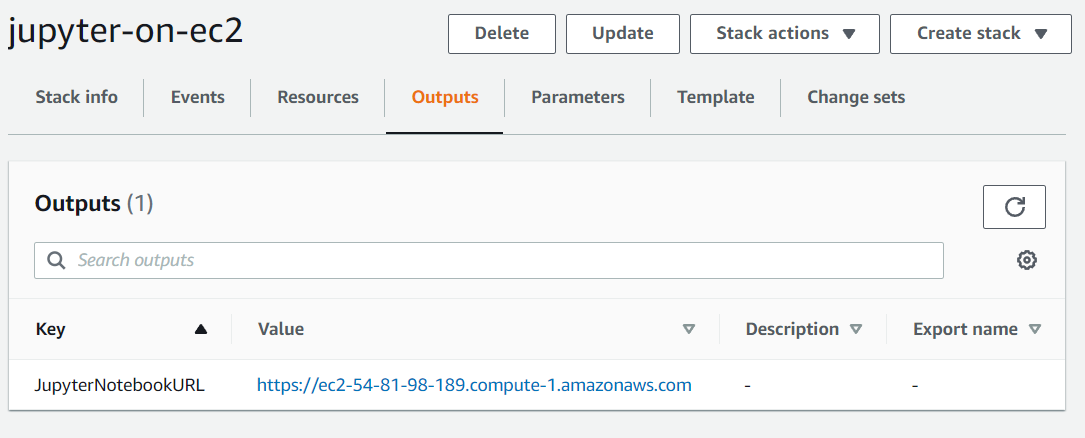 jupyter-on-ec2
Delete Update Stack actions Create stack
Stack info Events Resources Outputs Parameters Template Change sets
Outputs (1)
Search outputs
Key Value Description Export name
JupyterNotebookURL https://ec2-54-81-98-189.compute-1.amazonaws.com - -